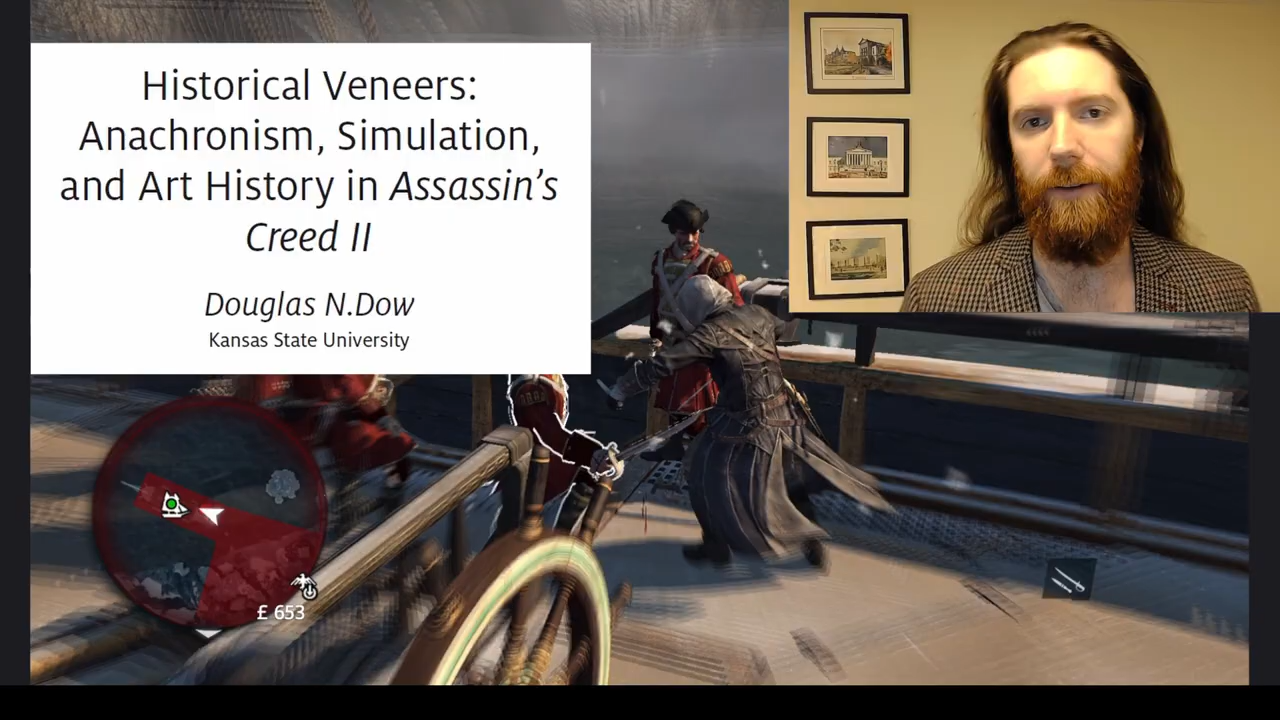 Historical Veneers:
Anachronism, Simulation,
and Art History in Assassin's
Creed II
Douglas N.Dow
Kansas State University
£ 653